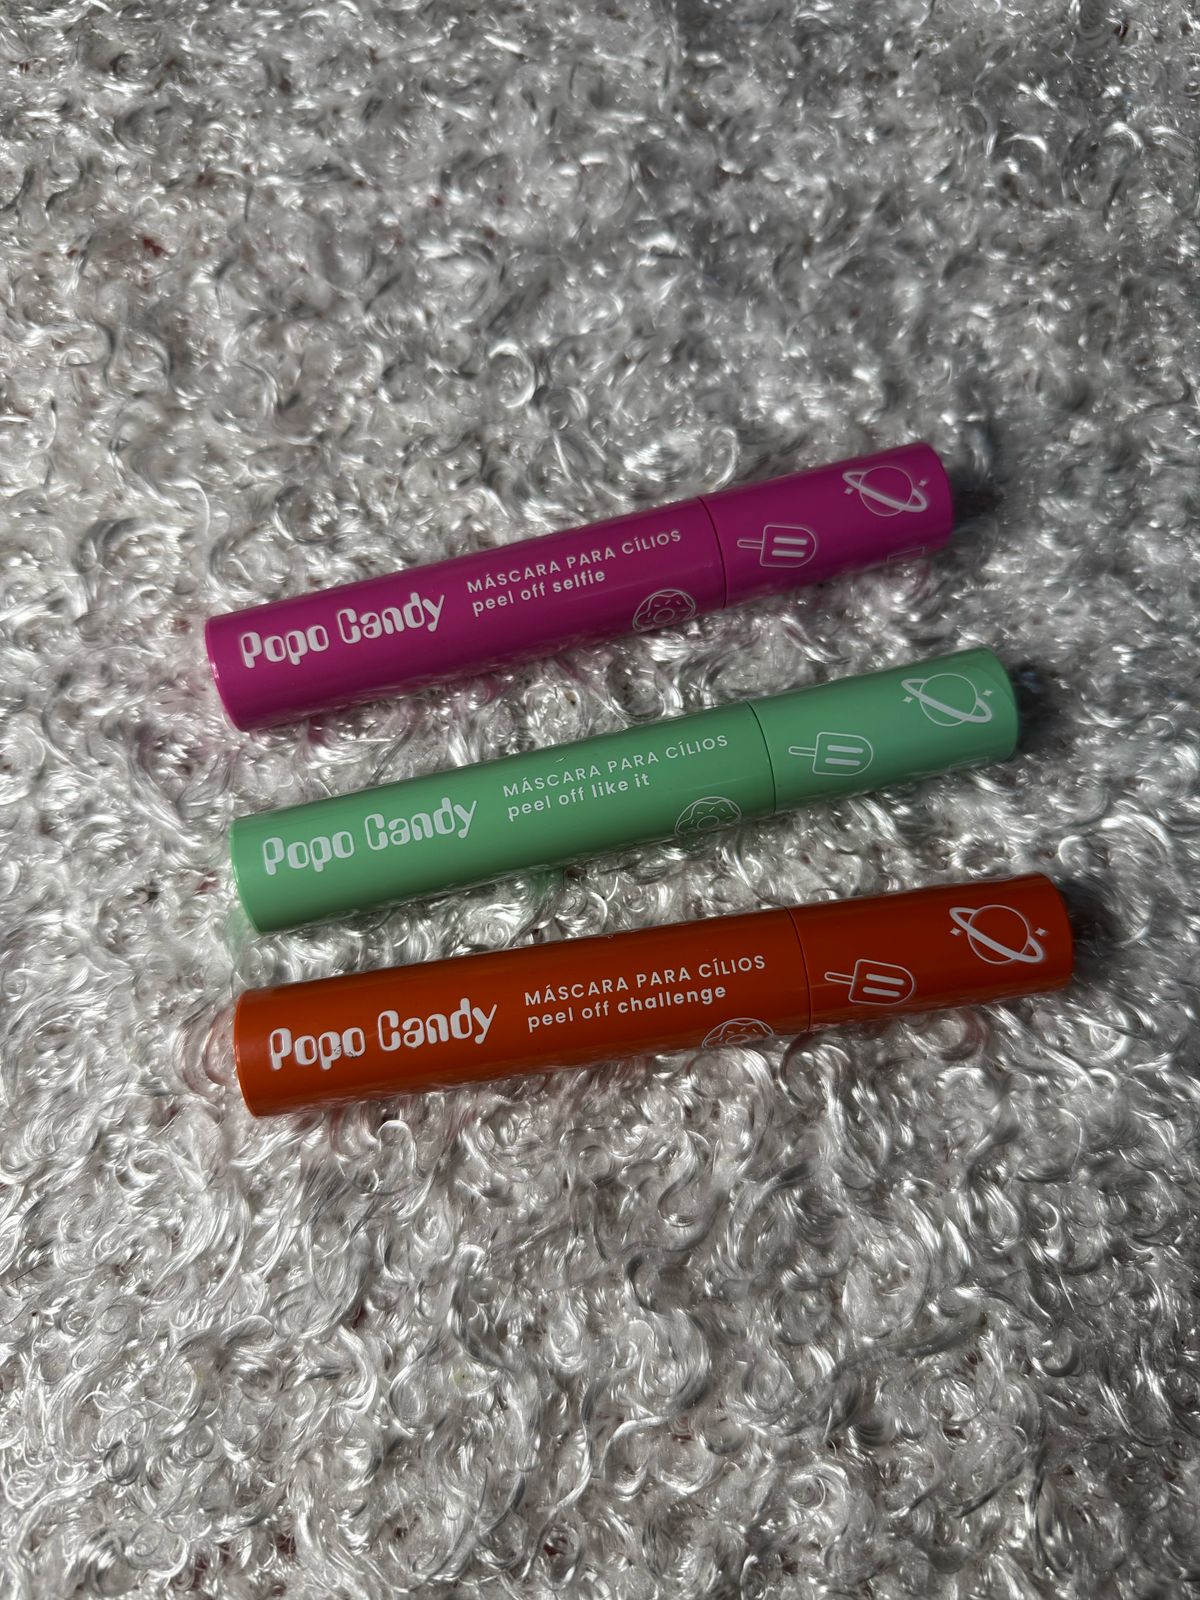 Popo Candy
MÁSCARA PARA CÍLIOS
peel off selfie
Popo Candy
MÁSCARA PARA CÍLIOS
peel off like it
Popo Candy
MÁSCARA PARA CÍLIOS
peel off challenge